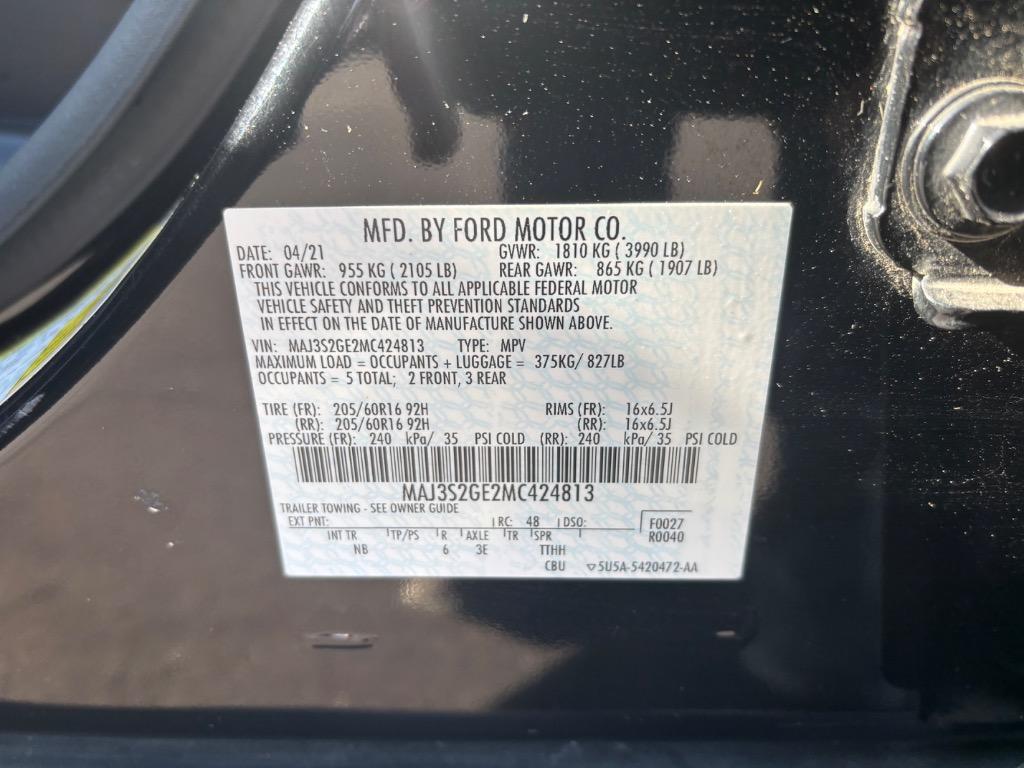 MFD. BY FORD MOTOR CO.
DATE: 04/21 GVWR: 1810 KG ( 3990 LB)
FRONT GAWR: 955 KG ( 2105 LB) REAR GAWR: 865 KG ( 1907 LB)
THIS VEHICLE CONFORMS TO ALL APPLICABLE FEDERAL MOTOR
VEHICLE SAFETY AND THEFT PREVENTION STANDARDS
IN EFFECT ON THE DATE OF MANUFACTURE SHOWN ABOVE.
VIN: MAJ3S2GE2MC424813 TYPE: MPV
MAXIMUM LOAD = OCCUPANTS + LUGGAGE = 375KG/ 827LB
OCCUPANTS = 5 TOTAL; 2 FRONT, 3 REAR
TIRE (FR): 205/60R16 92H RIMS (FR): 16x6.5J
(RR): 205/60R16 92H (RR): 16x6.5J
PRESSURE (FR): 240 kPa/ 35 PSI COLD (RR): 240 kPa/ 35 PSI COLD
MAJ3S2GE2MC424813
TRAILER TOWING - SEE OWNER GUIDE
EXT PNT: RC: 48 DSO: F0027
R0040
INT TR TP/PS R AXLE TR SPR
NB 6 3E TTHH
CBU ▽5U5A-5420472-AA